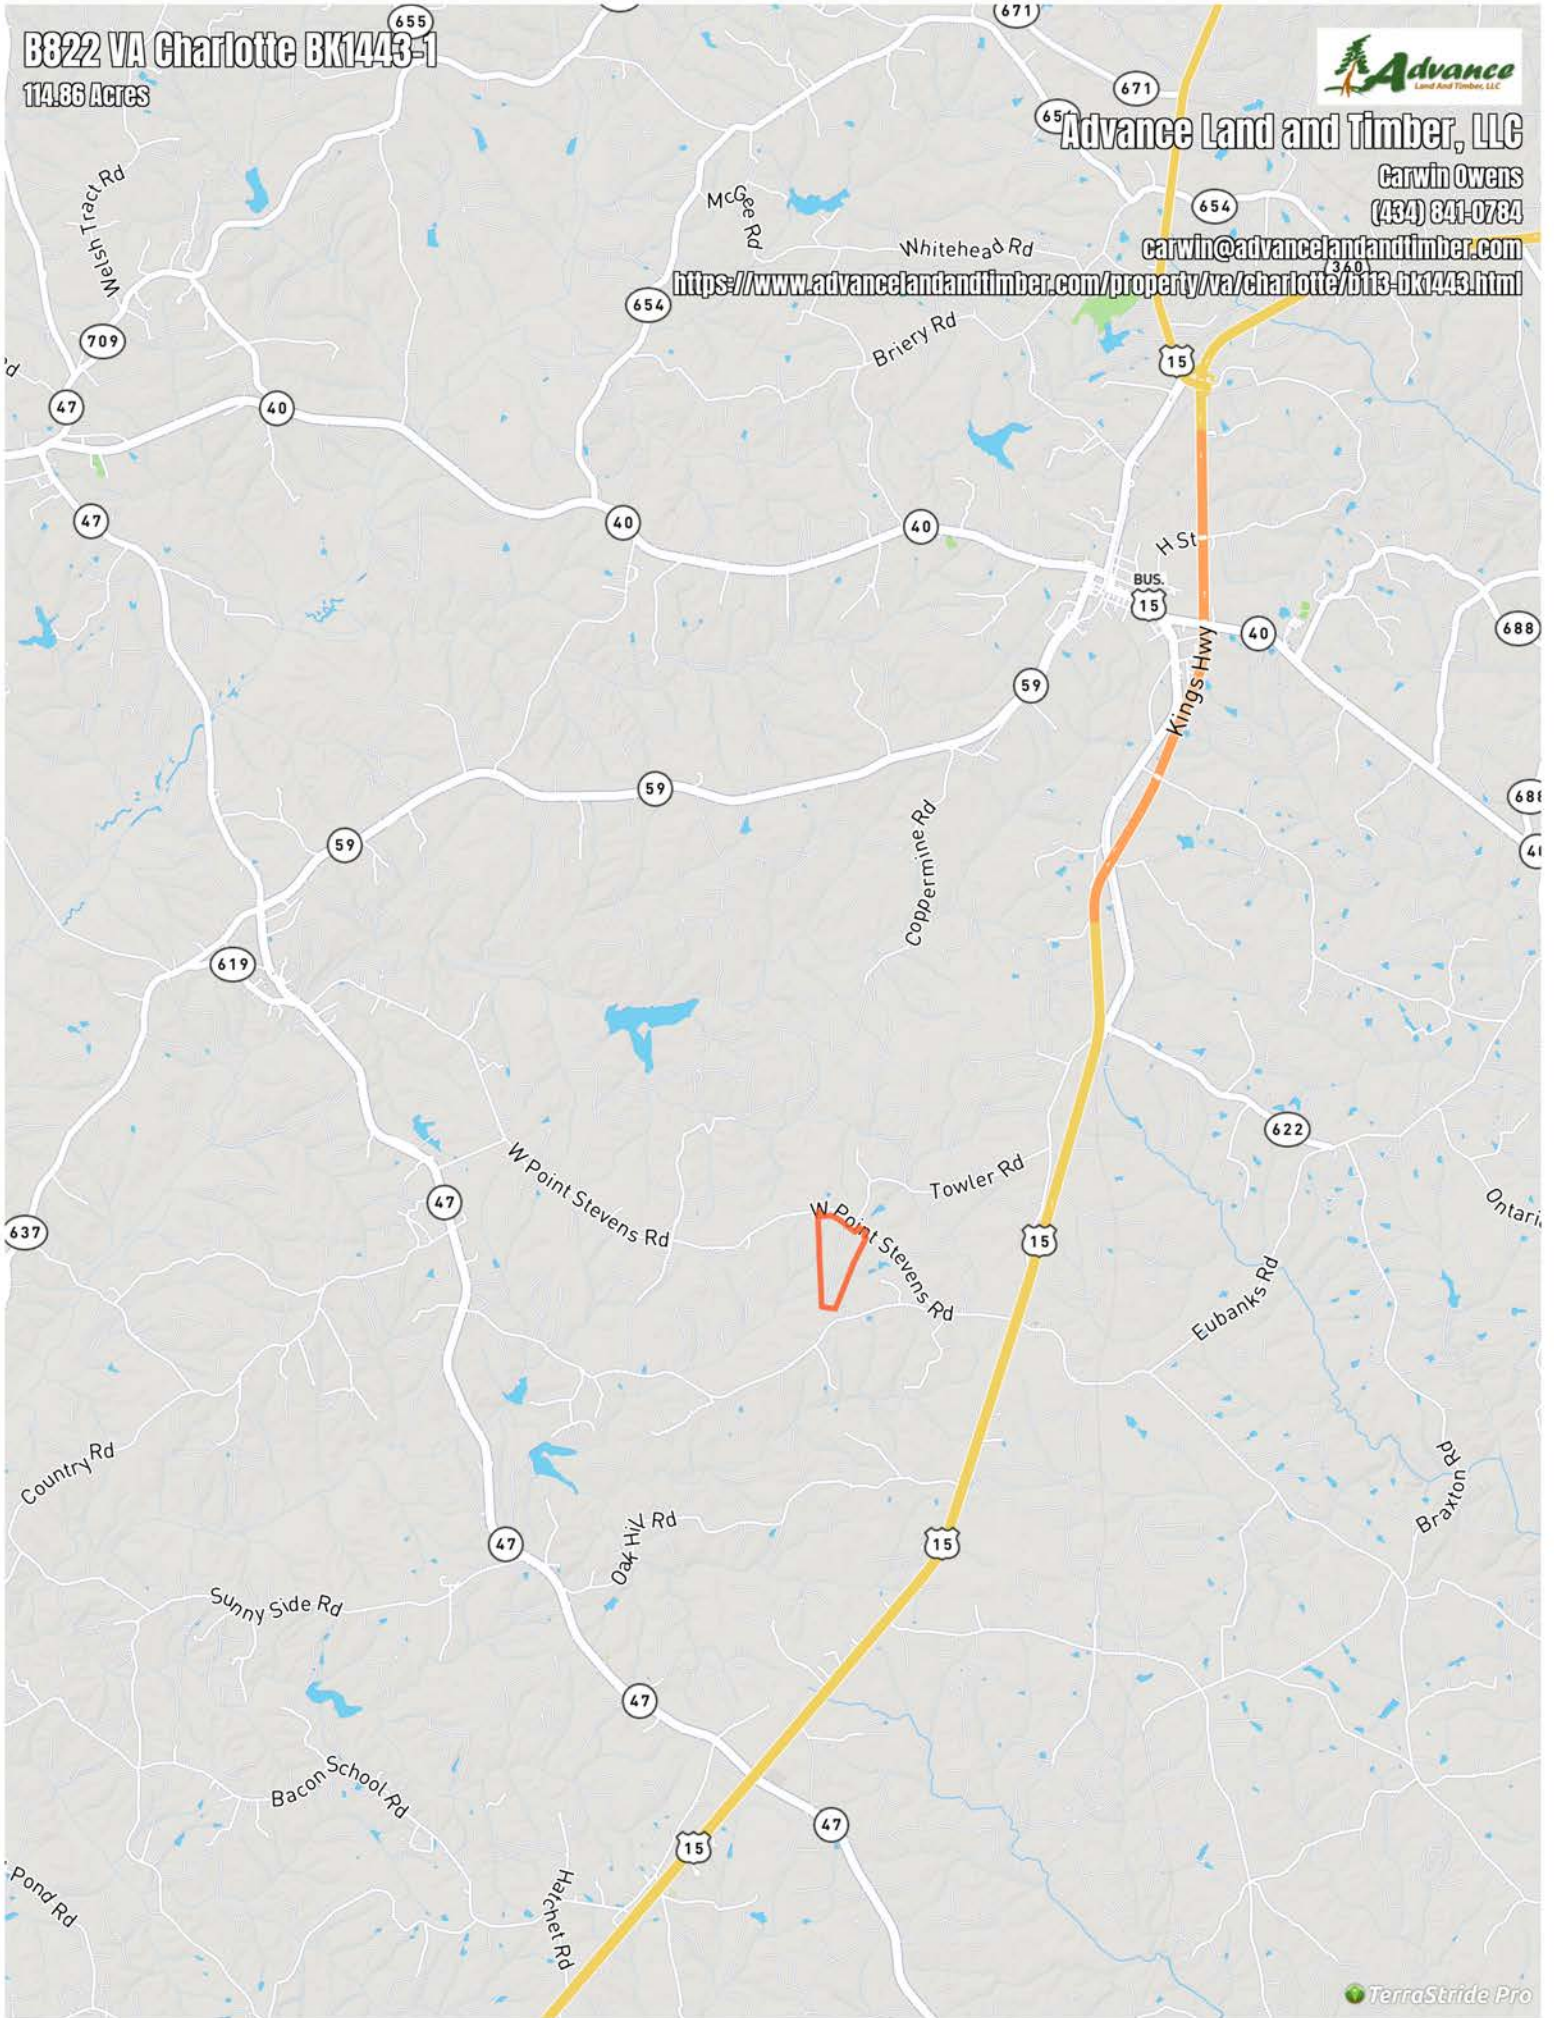 B822 VA Charlotte BK1443-1
114.86 Acres
Advance
Land And Timber, LLC
Advance Land and Timber, LLC
Carwin Owens
(434) 841-0784
carwin@advancelandandtimber.com
https://www.advancelandandtimber.com/property/va/charlotte/b113-bk1443.html
655
671
671
654
Welsh Tract Rd
McGee Rd
Whitehead Rd
360
654
709
Briery Rd
15
47
40
47
40
40
H St
BUS.
15
40
688
59
Kings Hwy
59
688
59
Coppermine Rd
619
622
W Point Stevens Rd
Towler Rd
47
637
W Point Stevens Rd
15
Eubanks Rd
Country Rd
Braxton Rd
Oak Hill Rd
47
15
Sunny Side Rd
47
Bacon School Rd
47
15
Pond Rd
Hatchet Rd
TerraStride Pro